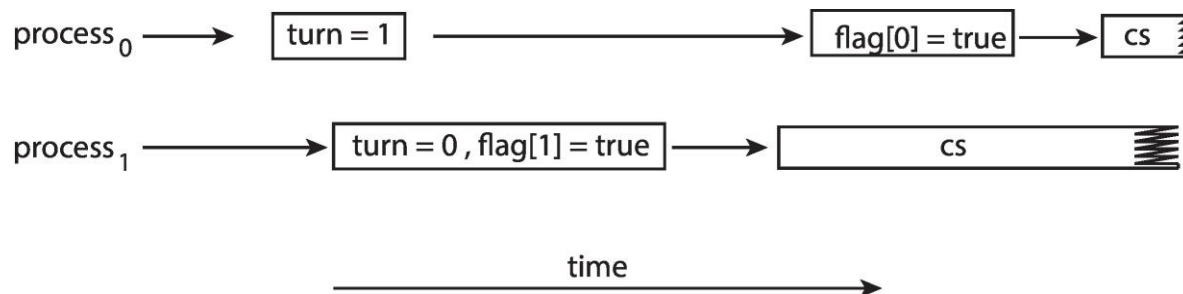 process₀ turn = 1 flag[0] = true cs
process₁ turn = 0 , flag[1] = true cs
time